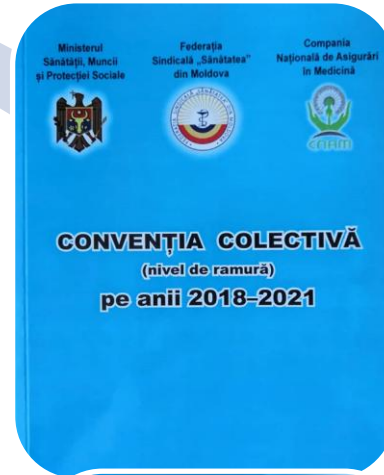 Ministerul
Sănătății, Muncii
și Protecției Sociale
Federația
Sindicală „Sănătatea”
din Moldova
Compania
Națională de Asigurări
în Medicină
CNAM
CONVENȚIA COLECTIVĂ
(nivel de ramură)
pe anii 2018–2021